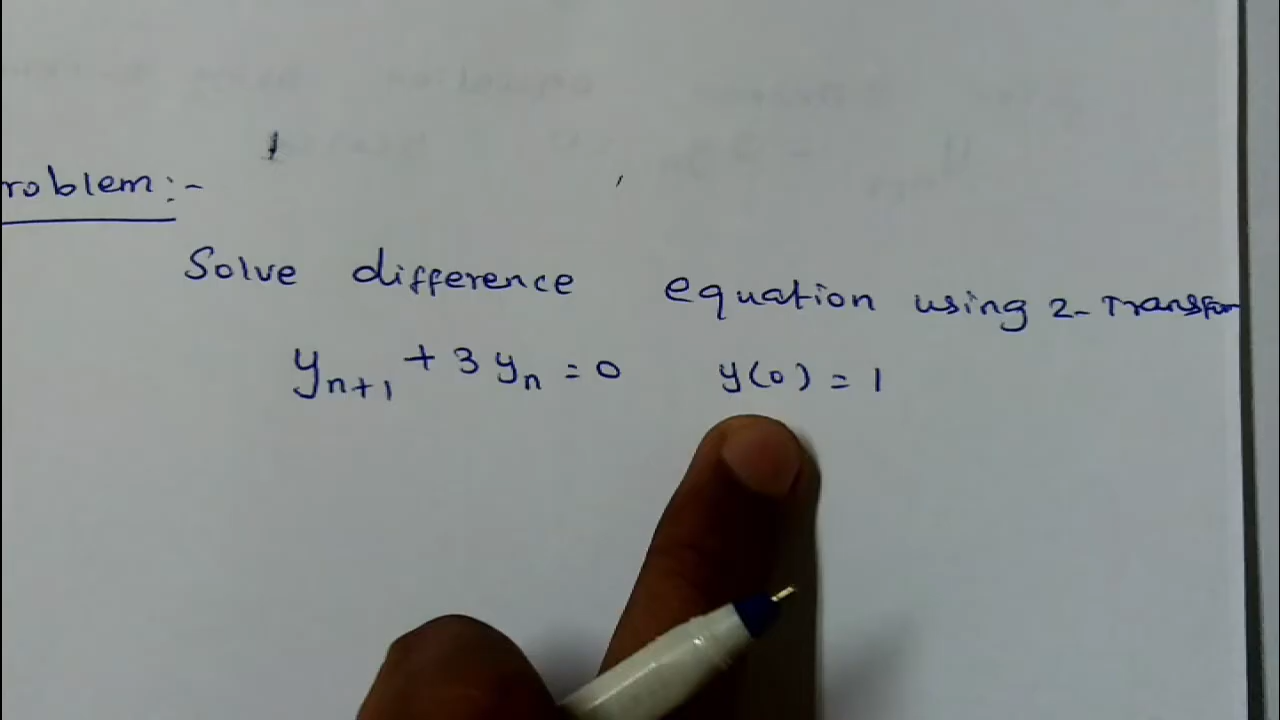 roblem:-
Solve difference equation using z-Transfor
yn+1 + 3yn = 0 y(0) = 1